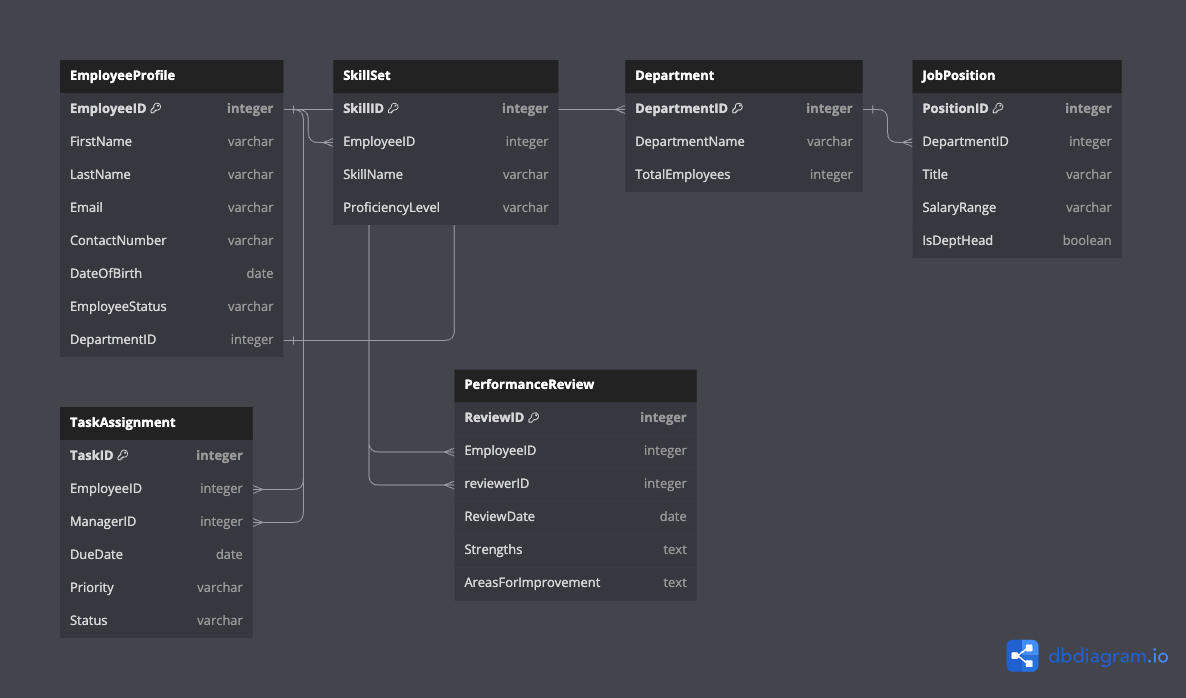 EmployeeProfile
EmployeeID integer
FirstName varchar
LastName varchar
Email varchar
ContactNumber varchar
DateOfBirth date
EmployeeStatus varchar
DepartmentID integer
SkillSet
SkillID integer
EmployeeID integer
SkillName varchar
ProficiencyLevel varchar
Department
DepartmentID integer
DepartmentName varchar
TotalEmployees integer
JobPosition
PositionID integer
DepartmentID integer
Title varchar
SalaryRange varchar
IsDeptHead boolean
TaskAssignment
TaskID integer
EmployeeID integer
ManagerID integer
DueDate date
Priority varchar
Status varchar
PerformanceReview
ReviewID integer
EmployeeID integer
reviewerID integer
ReviewDate date
Strengths text
AreasForImprovement text
dbdiagram.io